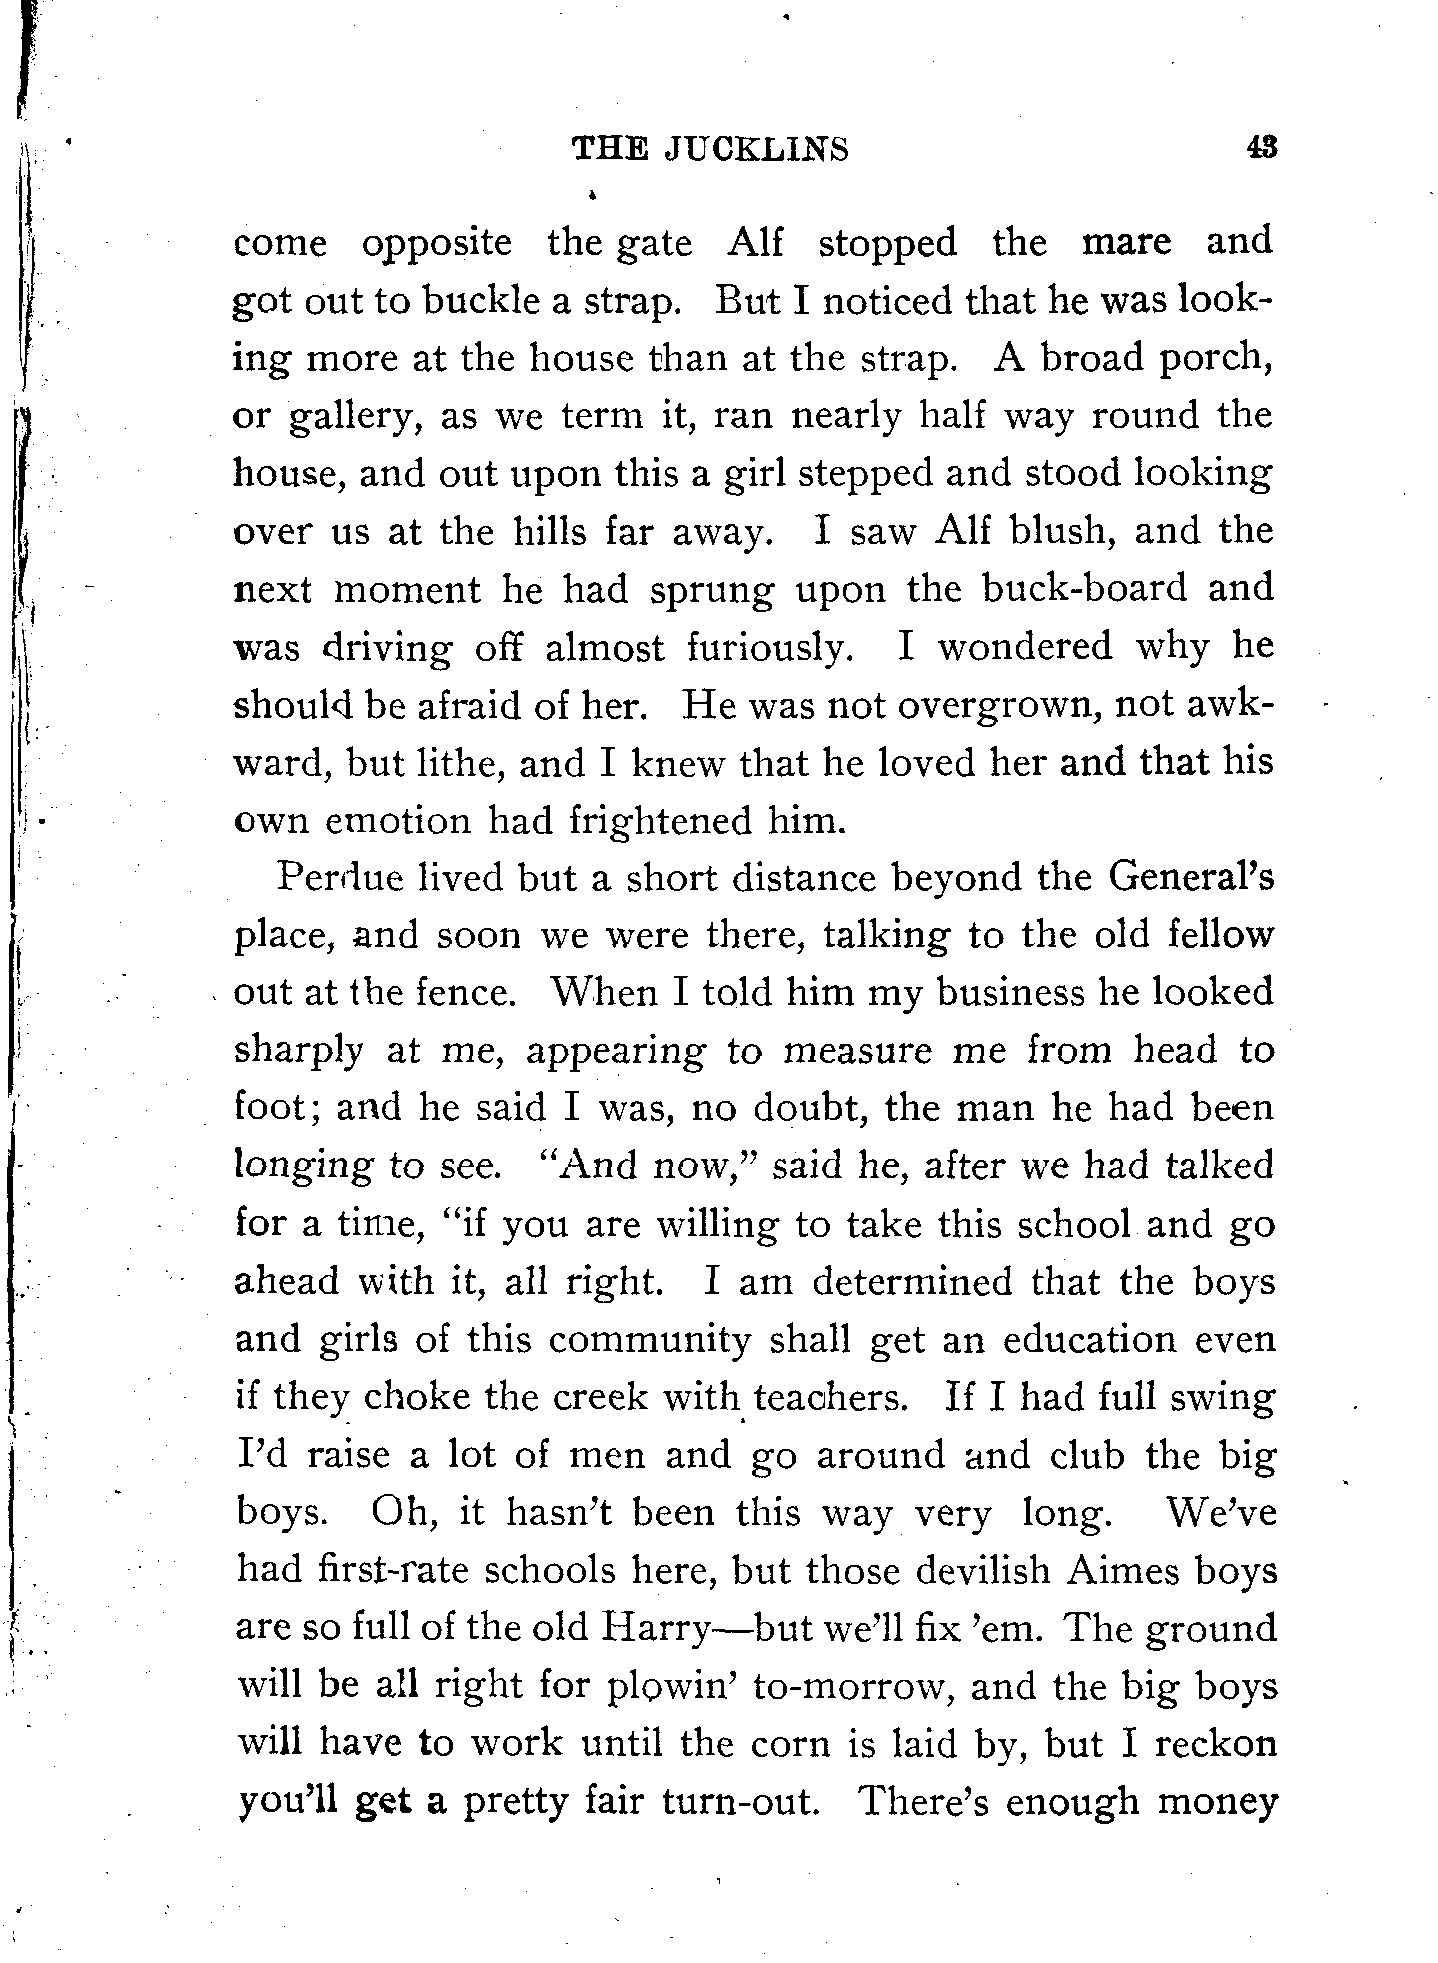 THE JUCKLINS 43
come opposite the gate Alf stopped the mare and
got out to buckle a strap. But I noticed that he was look-
ing more at the house than at the strap. A broad porch,
or gallery, as we term it, ran nearly half way round the
house, and out upon this a girl stepped and stood looking
over us at the hills far away. I saw Alf blush, and the
next moment he had sprung upon the buck-board and
was driving off almost furiously. I wondered why he
should be afraid of her. He was not overgrown, not awk-
ward, but lithe, and I knew that he loved her and that his
own emotion had frightened him.
Perdue lived but a short distance beyond the General's
place, and soon we were there, talking to the old fellow
out at the fence. When I told him my business he looked
sharply at me, appearing to measure me from head to
foot; and he said I was, no doubt, the man he had been
longing to see. “And now,” said he, after we had talked
for a time, “if you are willing to take this school and go
ahead with it, all right. I am determined that the boys
and girls of this community shall get an education even
if they choke the creek with teachers. If I had full swing
I'd raise a lot of men and go around and club the big
boys. Oh, it hasn't been this way very long. We've
had first-rate schools here, but those devilish Aimes boys
are so full of the old Harry—but we'll fix 'em. The ground
will be all right for plowin' to-morrow, and the big boys
will have to work until the corn is laid by, but I reckon
you'll get a pretty fair turn-out. There's enough money